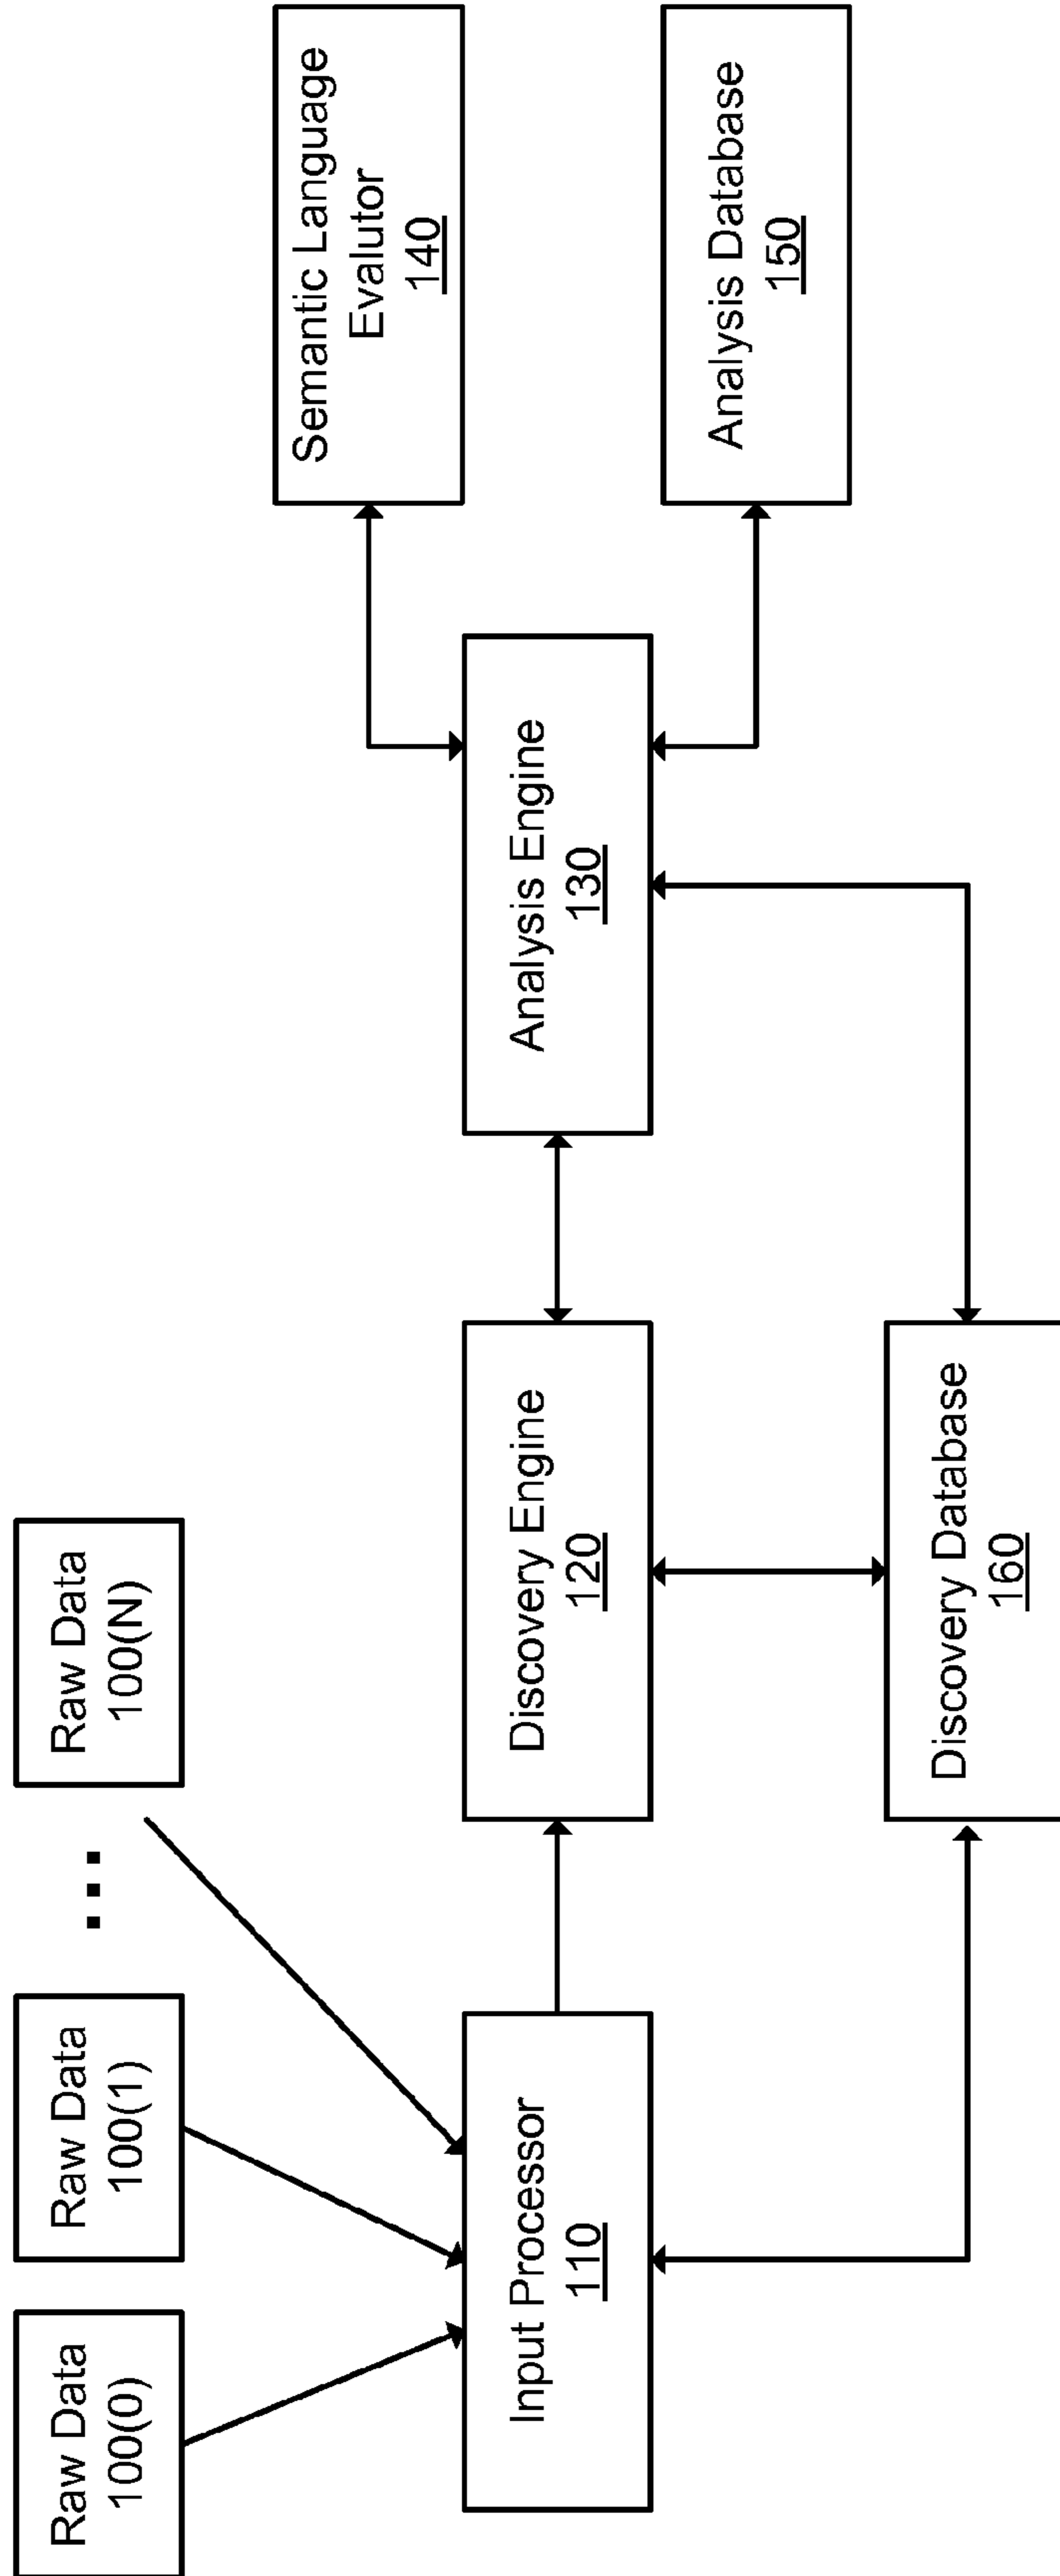 Raw Data
100(0)
Raw Data
100(1)
...
Raw Data
100(N)
Input Processor
110
Discovery Engine
120
Analysis Engine
130
Semantic Language
Evalutor
140
Analysis Database
150
Discovery Database
160